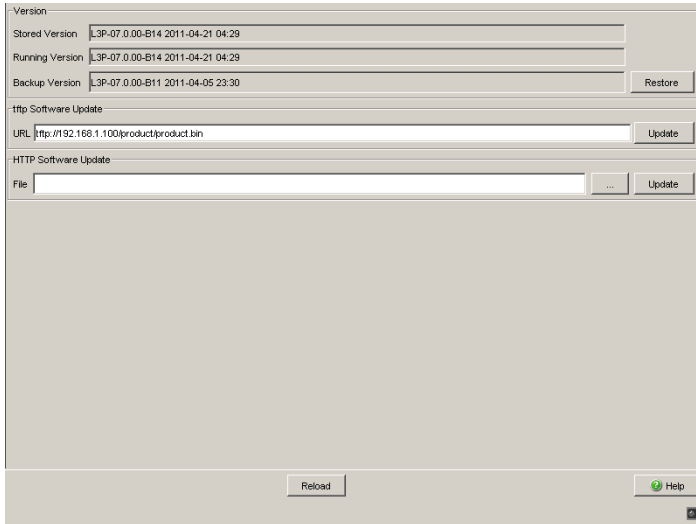 Version
Stored Version L3P-07.0.00-B14 2011-04-21 04:29
Running Version L3P-07.0.00-B14 2011-04-21 04:29
Backup Version L3P-07.0.00-B11 2011-04-05 23:30 Restore
tftp Software Update
URL tftp://192.168.1.100/product/product.bin Update
HTTP Software Update
File ... Update
Reload Help